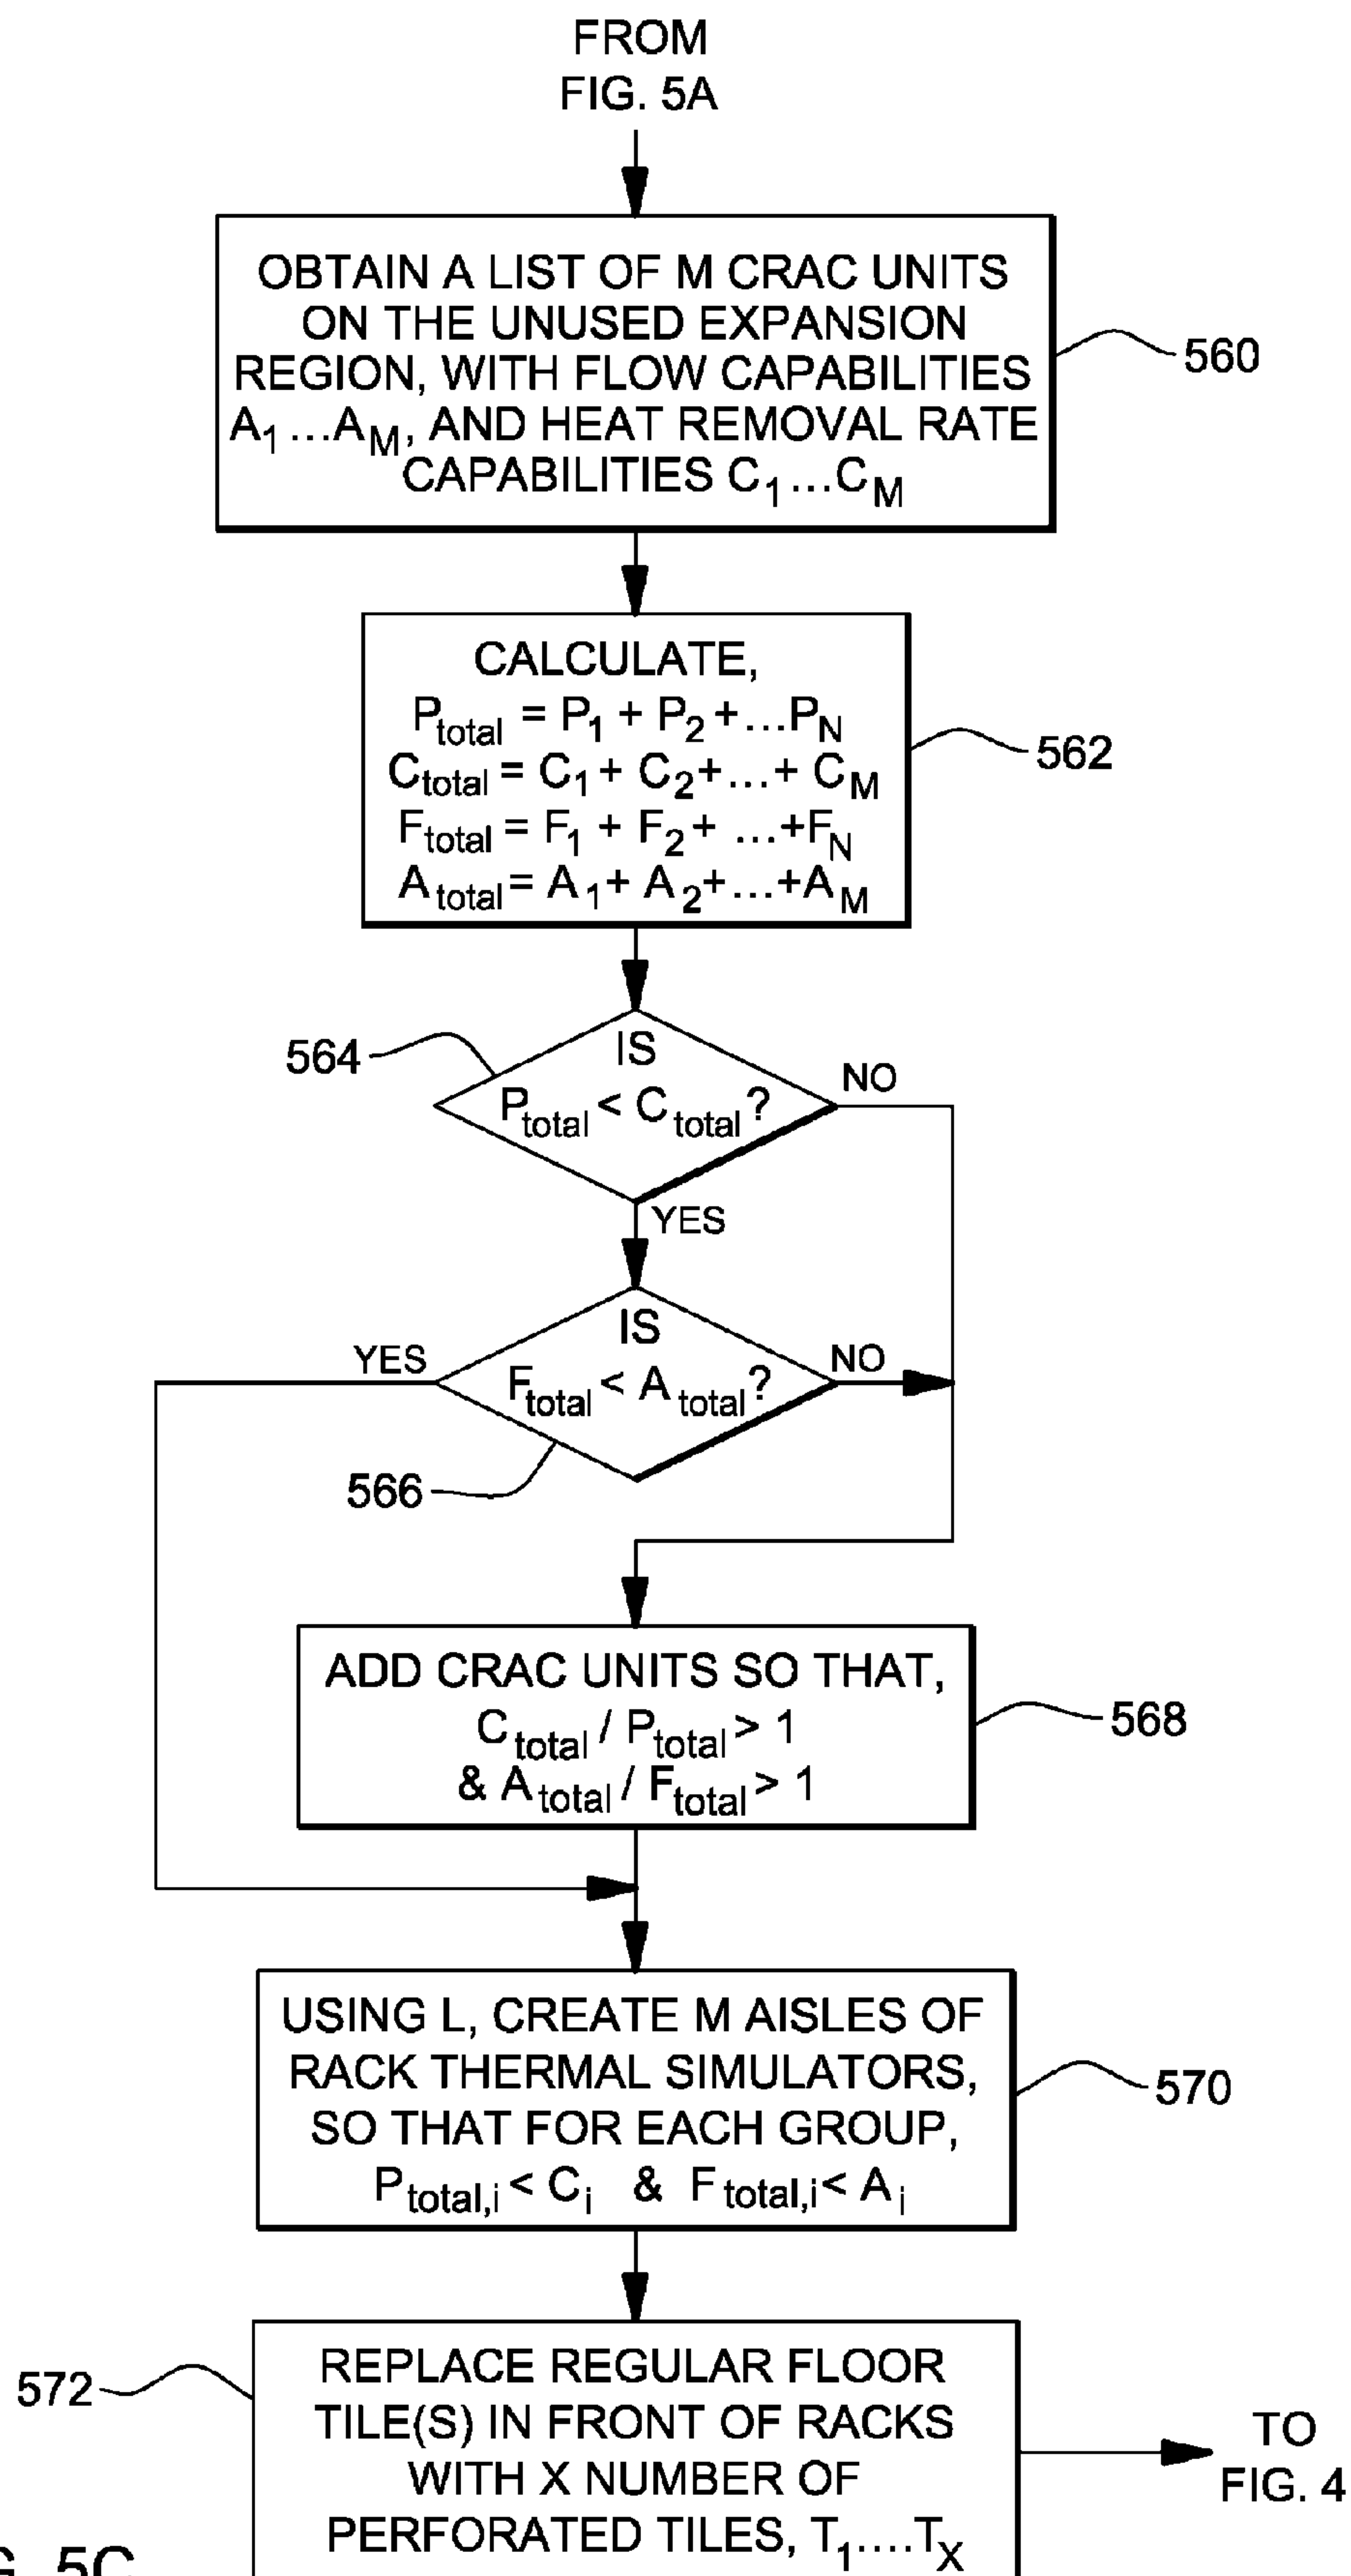 FROM
FIG. 5A
OBTAIN A LIST OF M CRAC UNITS
ON THE UNUSED EXPANSION
REGION, WITH FLOW CAPABILITIES
A1...AM, AND HEAT REMOVAL RATE
CAPABILITIES C1...CM
560
CALCULATE,
Ptotal = P1 + P2 +...PN
Ctotal = C1 + C2+...+ CM
Ftotal = F1 + F2 + ...+FN
Atotal = A1 + A2+...+AM
562
564
IS
Ptotal < Ctotal ?
NO
YES
IS
Ftotal < Atotal ?
YES
NO
566
ADD CRAC UNITS SO THAT,
Ctotal / Ptotal > 1
& Atotal / Ftotal > 1
568
USING L, CREATE M AISLES OF
RACK THERMAL SIMULATORS,
SO THAT FOR EACH GROUP,
Ptotal,i < Ci & Ftotal,i < Ai
570
572
REPLACE REGULAR FLOOR
TILE(S) IN FRONT OF RACKS
WITH X NUMBER OF
PERFORATED TILES, T1....TX
TO
FIG. 4
5C